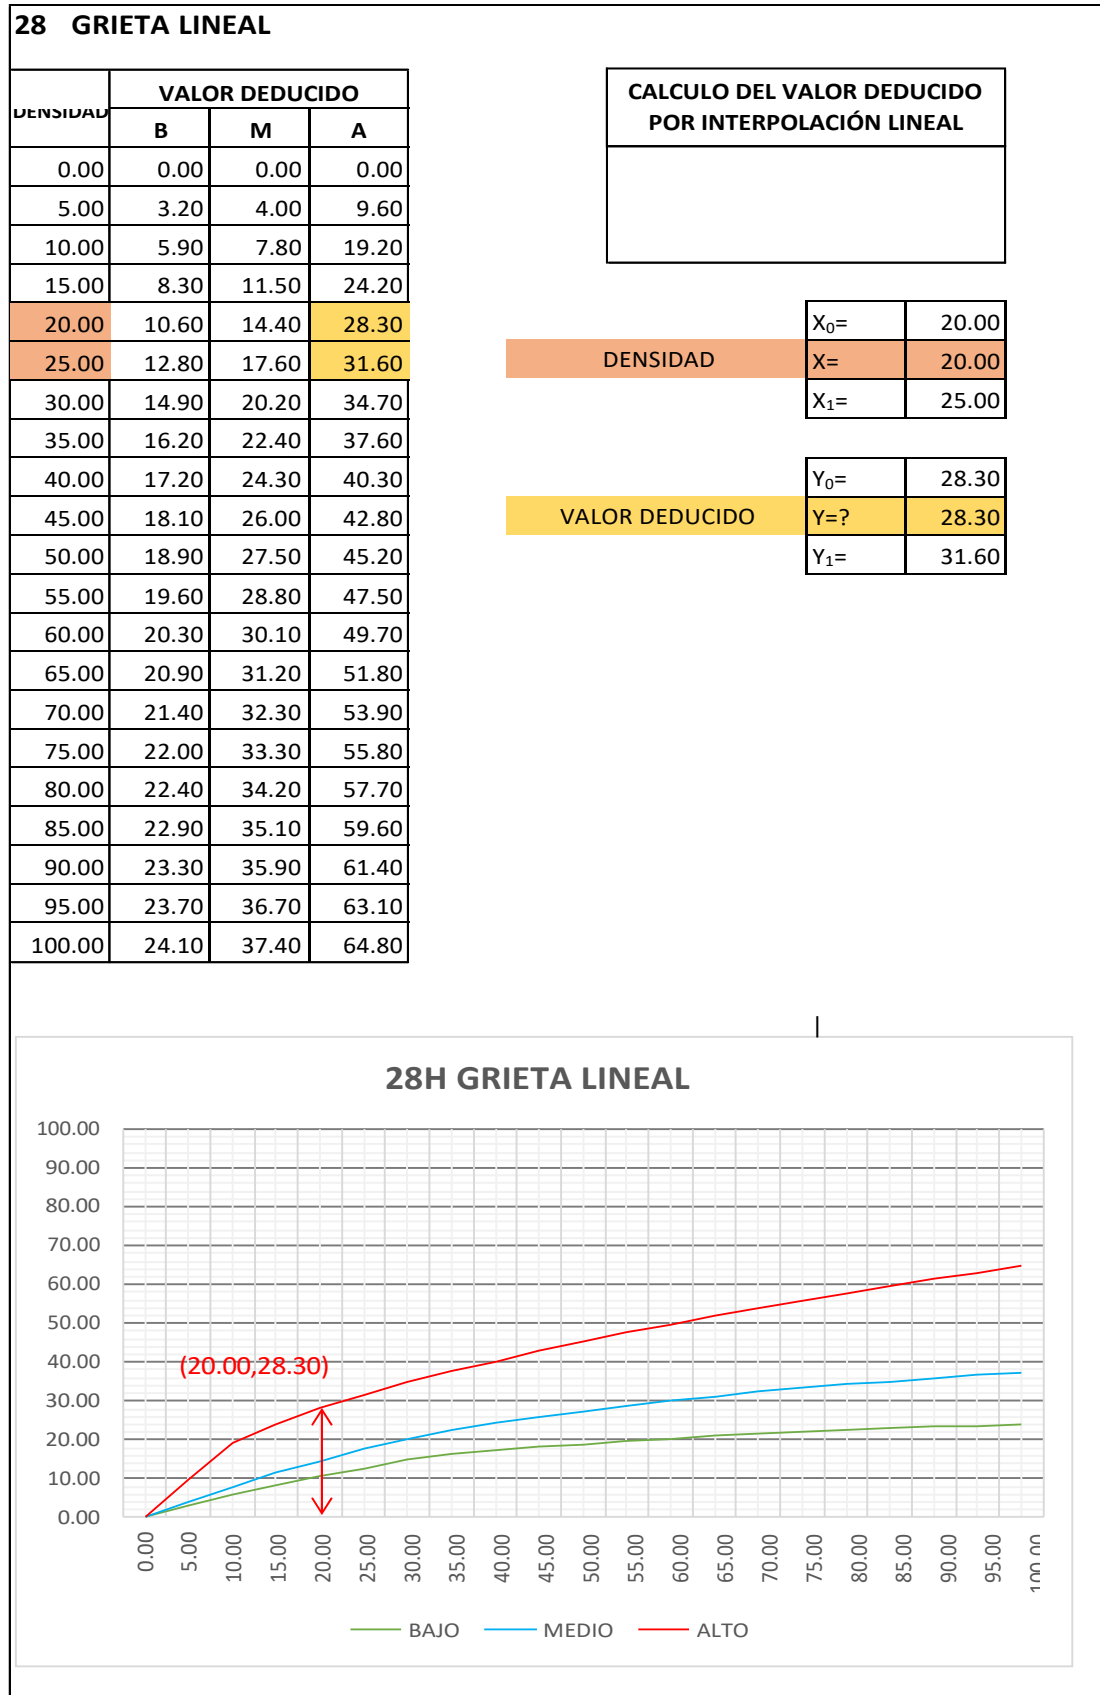 28 GRIETA LINEAL
DENSIDAD VALOR DEDUCIDO
B M A
0.00 0.00 0.00 0.00
5.00 3.20 4.00 9.60
10.00 5.90 7.80 19.20
15.00 8.30 11.50 24.20
20.00 10.60 14.40 28.30
25.00 12.80 17.60 31.60
30.00 14.90 20.20 34.70
35.00 16.20 22.40 37.60
40.00 17.20 24.30 40.30
45.00 18.10 26.00 42.80
50.00 18.90 27.50 45.20
55.00 19.60 28.80 47.50
60.00 20.30 30.10 49.70
65.00 20.90 31.20 51.80
70.00 21.40 32.30 53.90
75.00 22.00 33.30 55.80
80.00 22.40 34.20 57.70
85.00 22.90 35.10 59.60
90.00 23.30 35.90 61.40
95.00 23.70 36.70 63.10
100.00 24.10 37.40 64.80
CALCULO DEL VALOR DEDUCIDO
POR INTERPOLACIÓN LINEAL
X₀= 20.00
DENSIDAD X= 20.00
X₁= 25.00
Y₀= 28.30
VALOR DEDUCIDO Y=? 28.30
Y₁= 31.60
28H GRIETA LINEAL
100.00
90.00
80.00
70.00
60.00
50.00
40.00
30.00
20.00
10.00
0.00
(20.00,28.30)
0.00 5.00 10.00 15.00 20.00 25.00 30.00 35.00 40.00 45.00 50.00 55.00 60.00 65.00 70.00 75.00 80.00 85.00 90.00 95.00 100.00
BAJO MEDIO ALTO